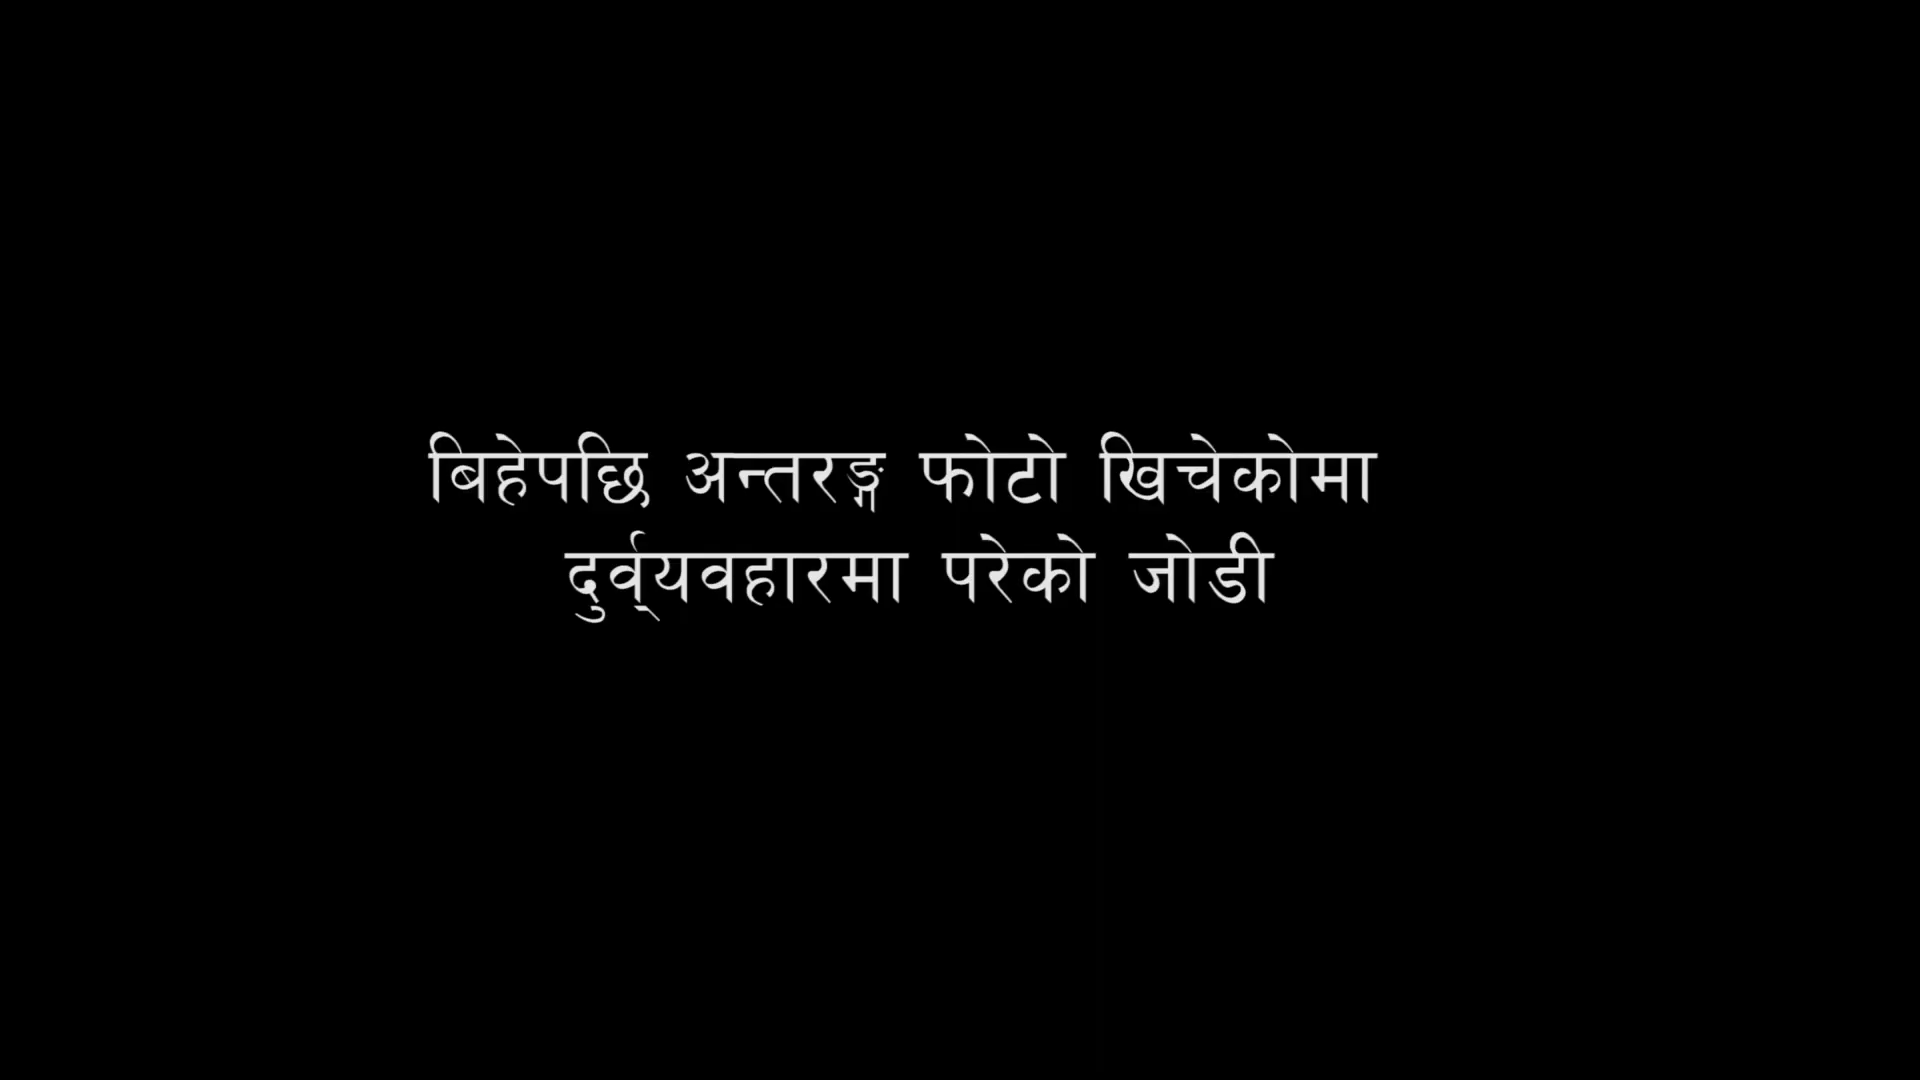 बिहेपछि अन्तरङ्ग फोटो खिचेकोमा
दुर्व्‍यवहारमा परेको जोडी